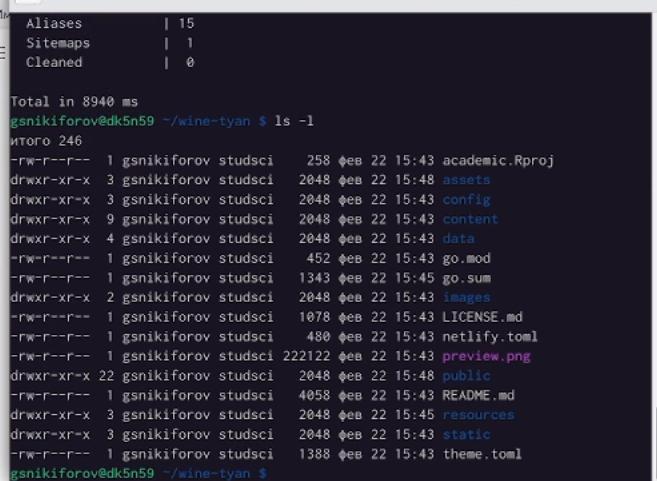 Aliases | 15
Sitemaps | 1
Cleaned | 0
Total in 8940 ms
gsnikiforov@dk5n59 ~/wine-tyan $ ls -l
итого 246
-rw-r--r-- 1 gsnikiforov studsci 258 фев 22 15:43 academic.Rproj
drwxr-xr-x 3 gsnikiforov studsci 2048 фев 22 15:48 assets
drwxr-xr-x 3 gsnikiforov studsci 2048 фев 22 15:43 config
drwxr-xr-x 9 gsnikiforov studsci 2048 фев 22 15:43 content
drwxr-xr-x 4 gsnikiforov studsci 2048 фев 22 15:43 data
-rw-r--r-- 1 gsnikiforov studsci 452 фев 22 15:43 go.mod
-rw-r--r-- 1 gsnikiforov studsci 1343 фев 22 15:45 go.sum
drwxr-xr-x 2 gsnikiforov studsci 2048 фев 22 15:43 images
-rw-r--r-- 1 gsnikiforov studsci 1078 фев 22 15:43 LICENSE.md
-rw-r--r-- 1 gsnikiforov studsci 480 фев 22 15:43 netlify.toml
-rw-r--r-- 1 gsnikiforov studsci 222122 фев 22 15:43 preview.png
drwxr-xr-x 22 gsnikiforov studsci 2048 фев 22 15:48 public
-rw-r--r-- 1 gsnikiforov studsci 4058 фев 22 15:43 README.md
drwxr-xr-x 3 gsnikiforov studsci 2048 фев 22 15:45 resources
drwxr-xr-x 3 gsnikiforov studsci 2048 фев 22 15:43 static
-rw-r--r-- 1 gsnikiforov studsci 1388 фев 22 15:43 theme.toml
gsnikiforov@dk5n59 ~/wine-tyan $